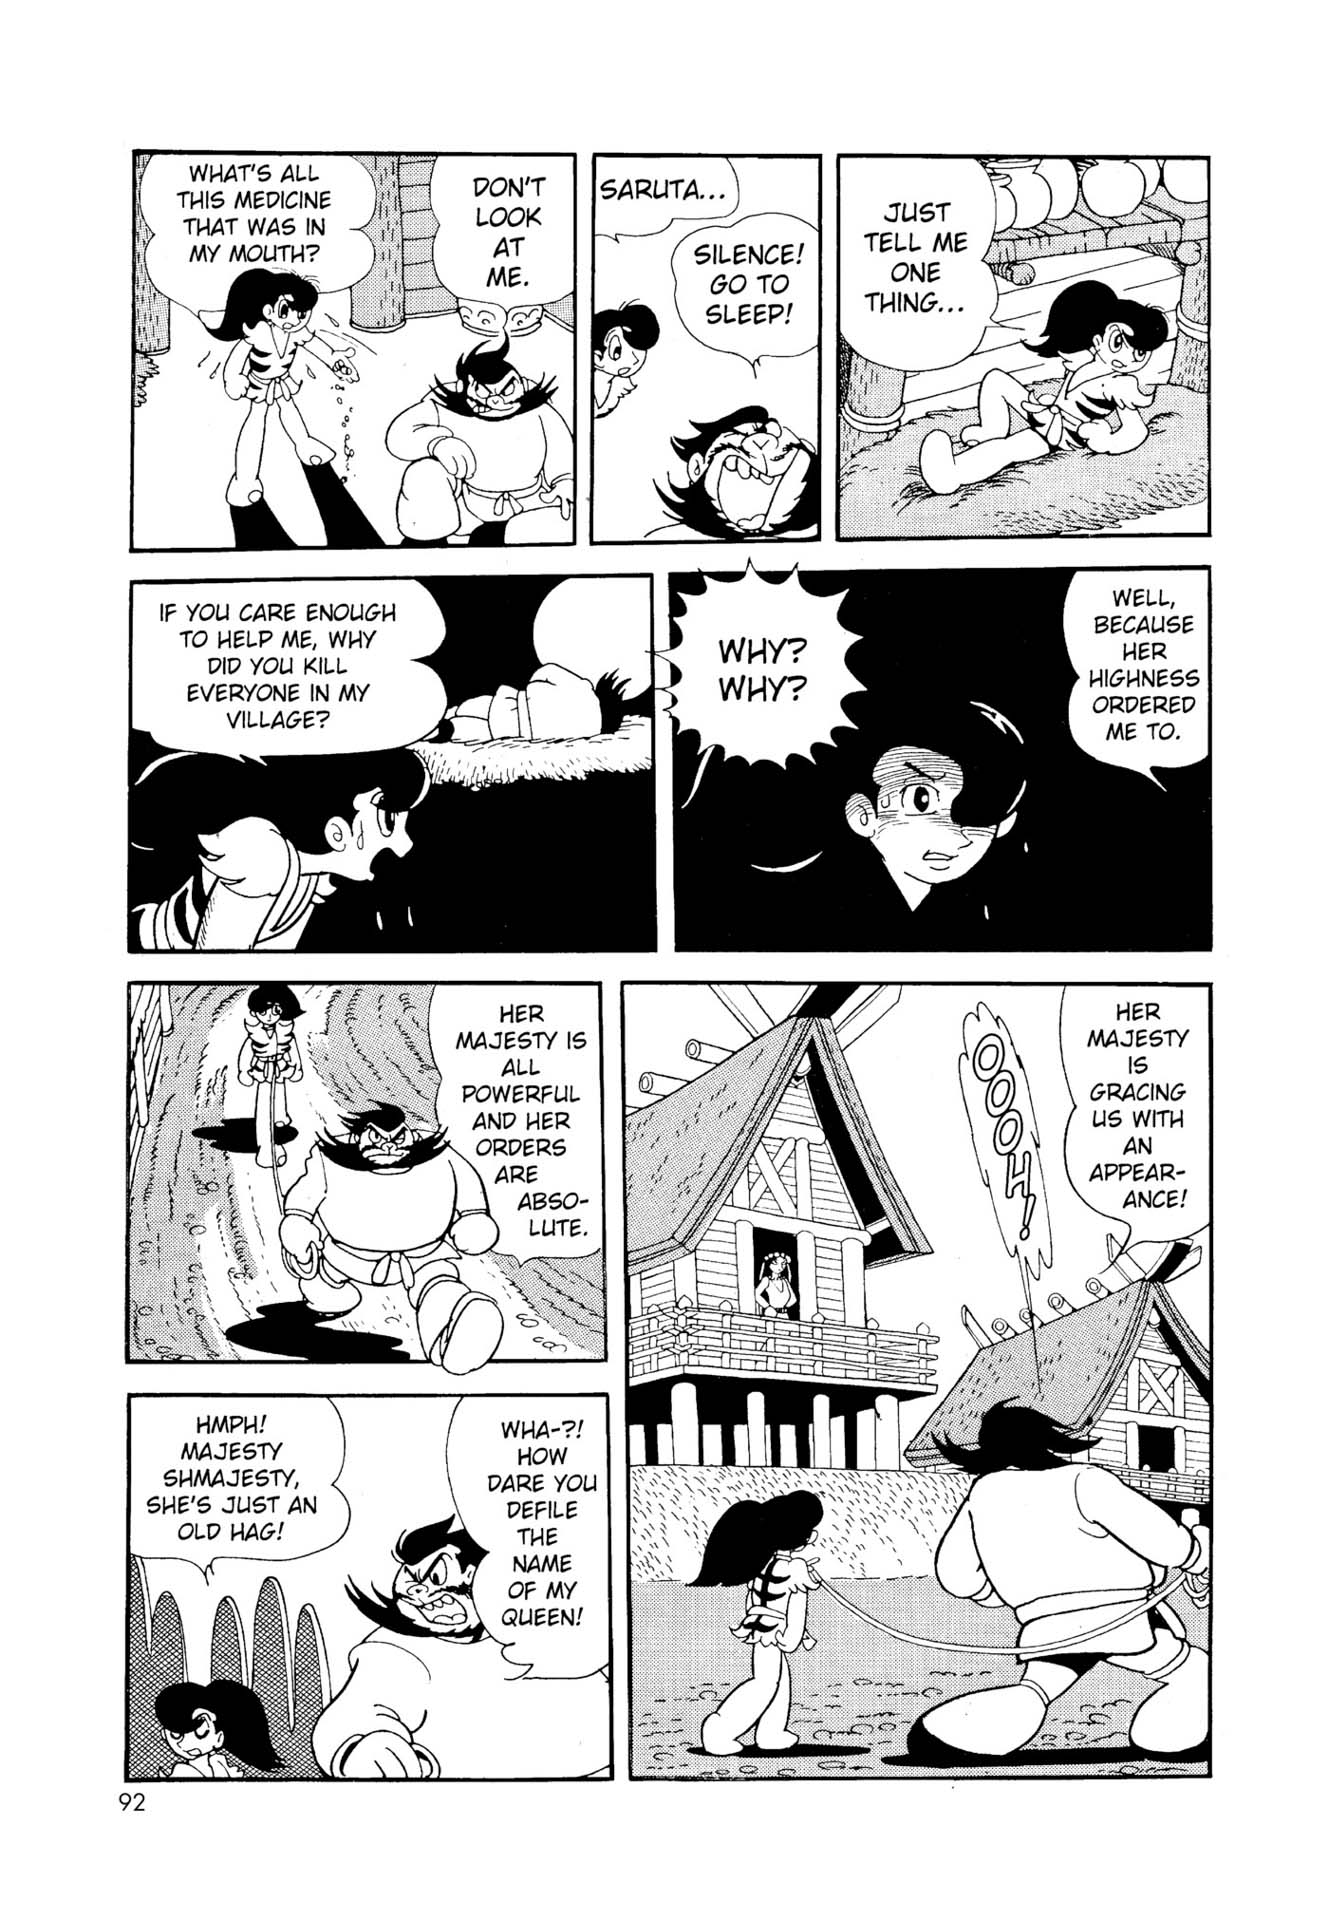 WHAT'S ALL
THIS MEDICINE
THAT WAS IN
MY MOUTH?
DON'T
LOOK
AT
ME.
SARUTA...
SILENCE!
GO TO
SLEEP!
JUST
TELL ME
ONE
THING...
IF YOU CARE ENOUGH
TO HELP ME, WHY
DID YOU KILL
EVERYONE IN MY
VILLAGE?
WHY?
WHY?
WELL,
BECAUSE
HER
HIGHNESS
ORDERED
ME TO.
HER
MAJESTY IS
ALL
POWERFUL
AND HER
ORDERS
ARE
ABSO-
LUTE.
HMPH!
MAJESTY
SHMAJESTY,
SHE'S JUST AN
OLD HAG!
WHA-?!
HOW
DARE YOU
DEFILE
THE
NAME
OF MY
QUEEN!
OOOH!
HER
MAJESTY
IS
GRACING
US WITH
AN
APPEAR-
ANCE!
92